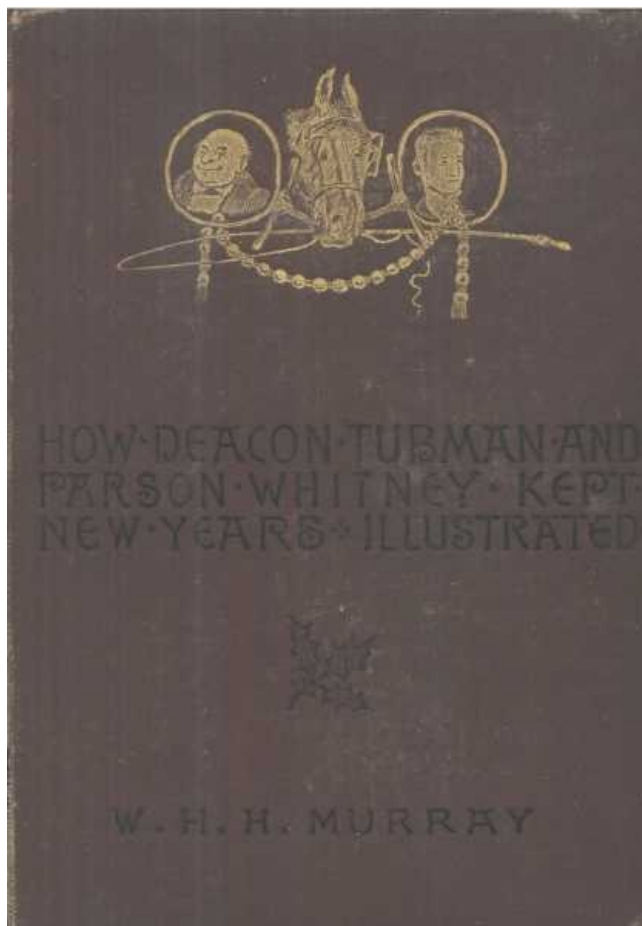 HOW·DEACON·TUBMAN·AND
PARSON·WHITNEY·KEPT·
NEW·YEARS ILLUSTRATED
W. H. H. MURRAY